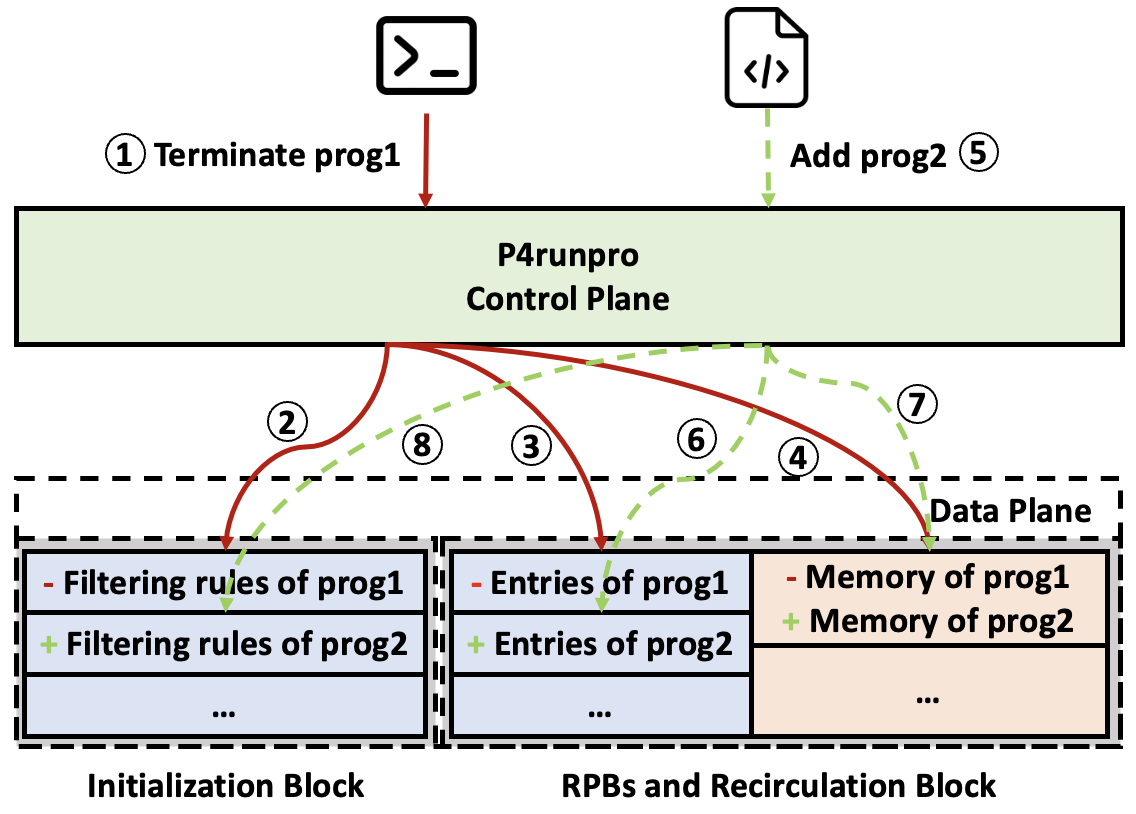 >_
</>
① Terminate prog1
Add prog2 ⑤
P4runpro
Control Plane
②
⑧
③
⑥
④
⑦
Data Plane
- Filtering rules of prog1
+ Filtering rules of prog2
...
- Entries of prog1
+ Entries of prog2
...
- Memory of prog1
+ Memory of prog2
...
Initialization Block
RPBs and Recirculation Block